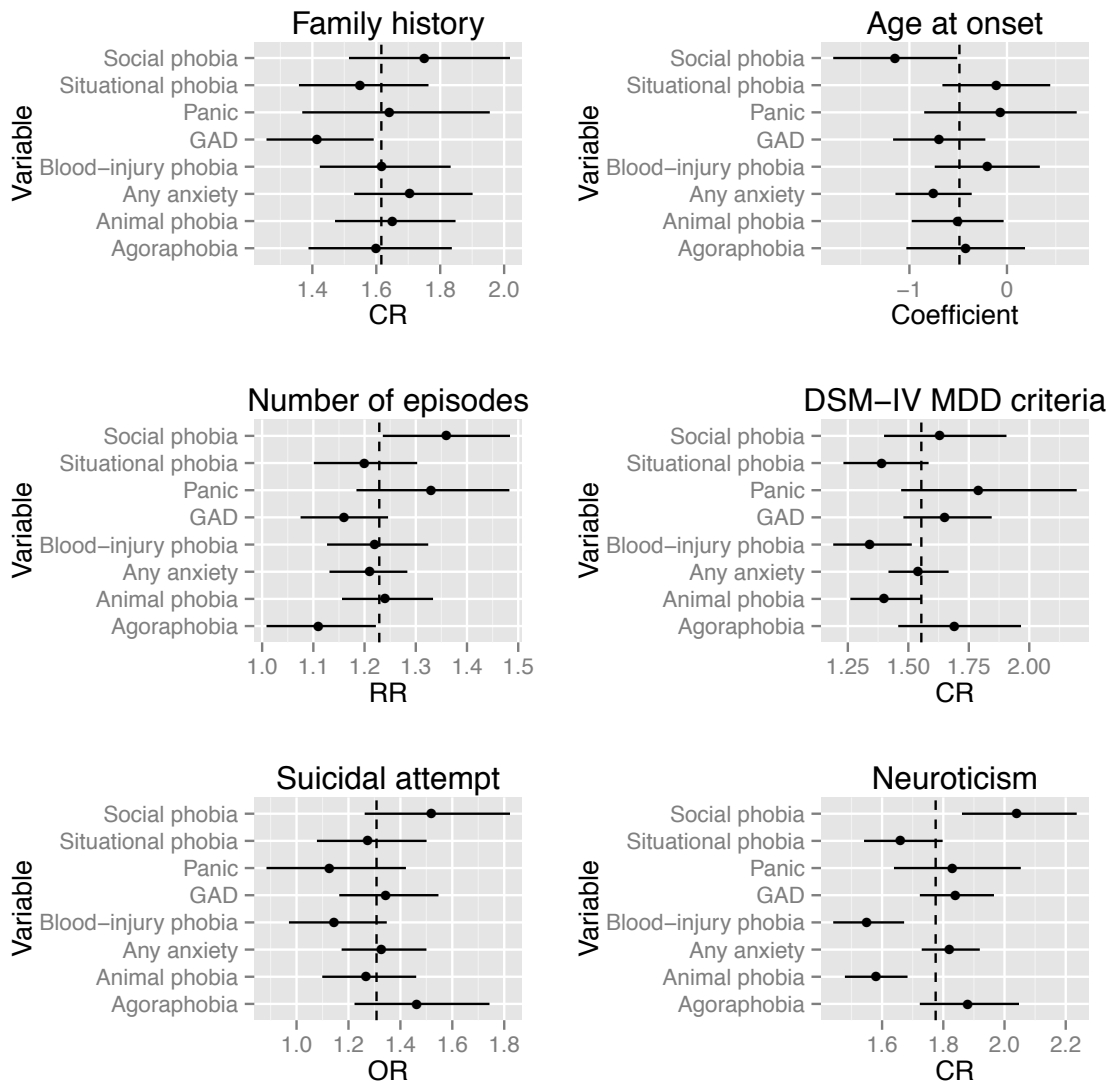 Family history
Variable
Social phobia
Situational phobia
Panic
GAD
Blood−injury phobia
Any anxiety
Animal phobia
Agoraphobia
1.4 1.6 1.8 2.0
CR
Age at onset
Variable
Social phobia
Situational phobia
Panic
GAD
Blood−injury phobia
Any anxiety
Animal phobia
Agoraphobia
−1 0
Coefficient
Number of episodes
Variable
Social phobia
Situational phobia
Panic
GAD
Blood−injury phobia
Any anxiety
Animal phobia
Agoraphobia
1.0 1.1 1.2 1.3 1.4 1.5
RR
DSM−IV MDD criteria
Variable
Social phobia
Situational phobia
Panic
GAD
Blood−injury phobia
Any anxiety
Animal phobia
Agoraphobia
1.25 1.50 1.75 2.00
CR
Suicidal attempt
Variable
Social phobia
Situational phobia
Panic
GAD
Blood−injury phobia
Any anxiety
Animal phobia
Agoraphobia
1.0 1.2 1.4 1.6 1.8
OR
Neuroticism
Variable
Social phobia
Situational phobia
Panic
GAD
Blood−injury phobia
Any anxiety
Animal phobia
Agoraphobia
1.6 1.8 2.0 2.2
CR